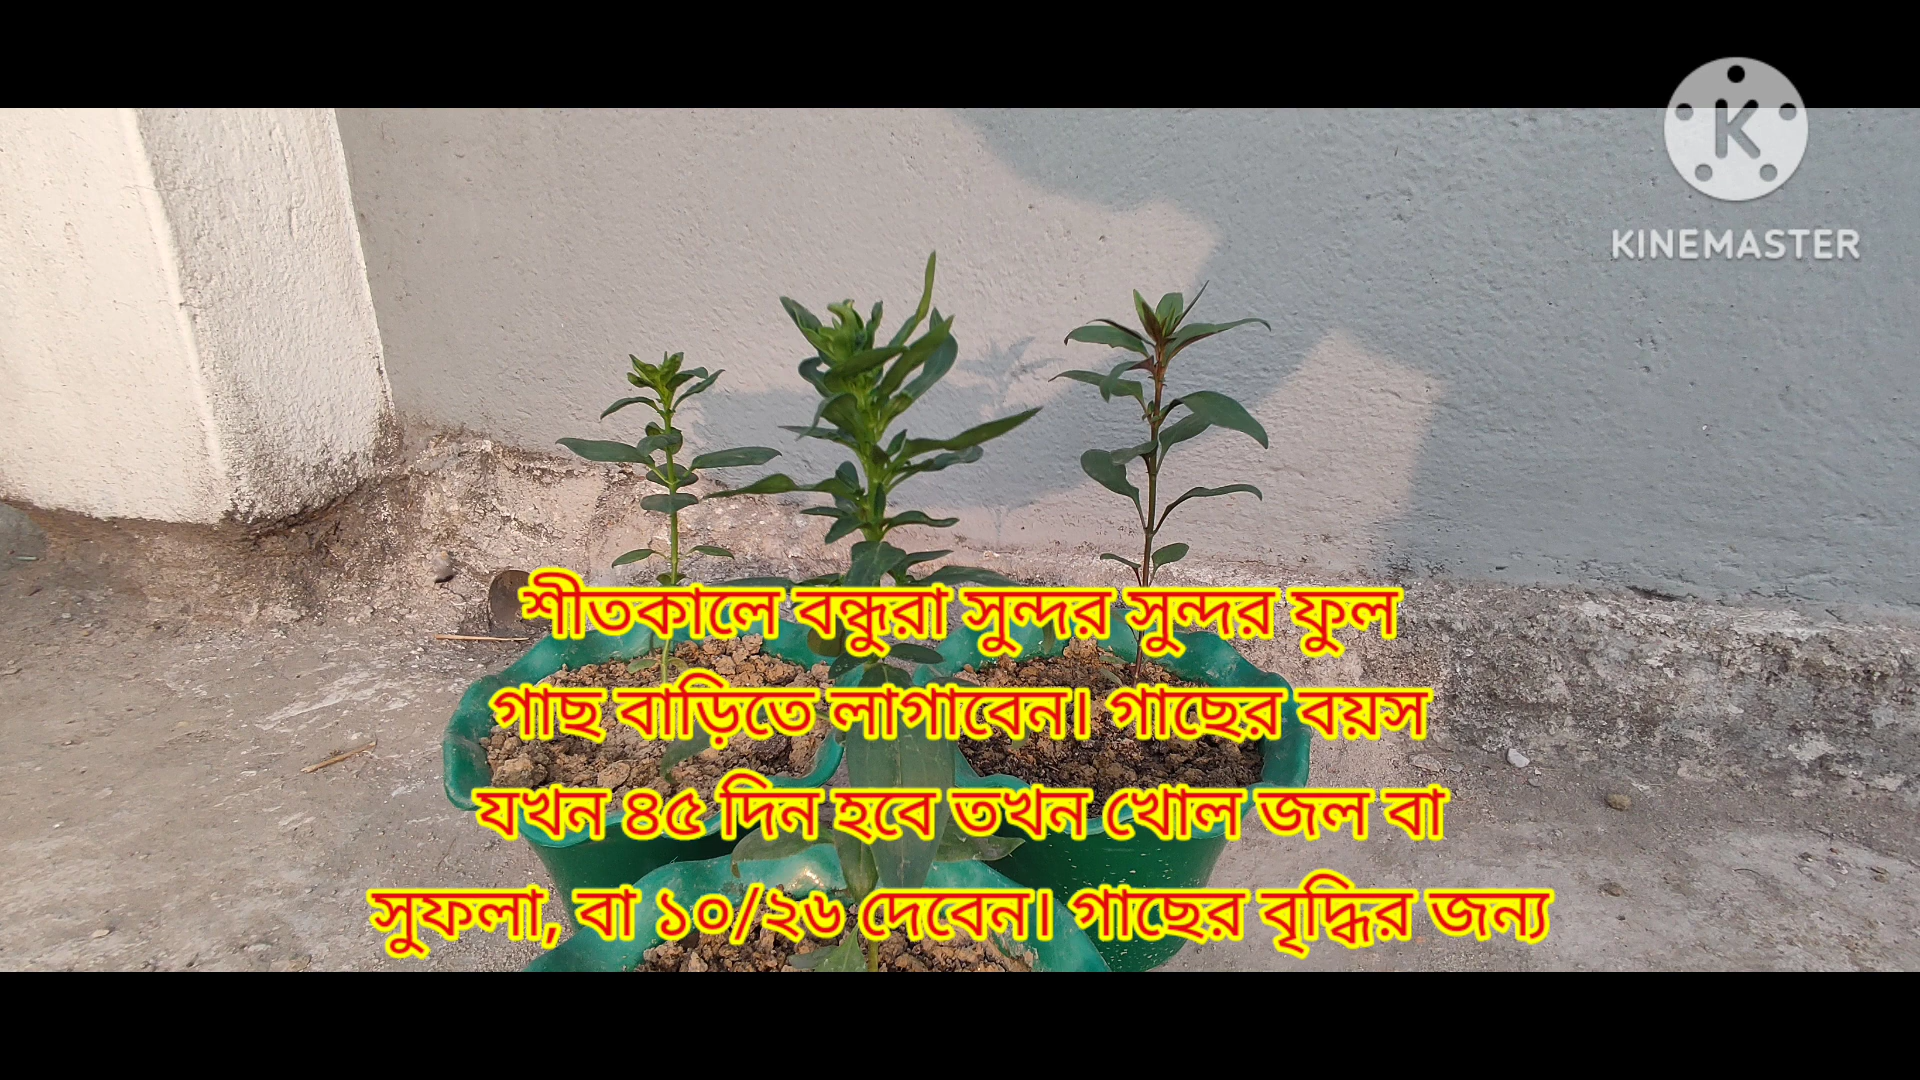 KINEMASTER
শীতকালে বন্ধুরা সুন্দর সুন্দর ফুল
গাছ বাড়িতে লাগাবেন। গাছের বয়স
যখন ৪৫ দিন হবে তখন খোল জল বা
সুফলা, বা ১০/২৬ দেবেন। গাছের বৃদ্ধির জন্য